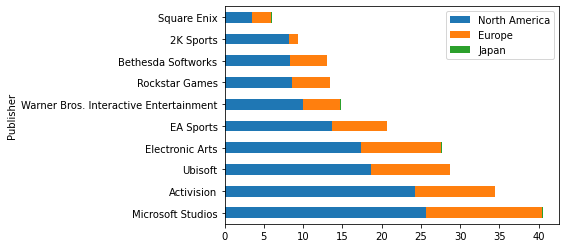 Square Enix
2K Sports
Bethesda Softworks
Rockstar Games
Warner Bros. Interactive Entertainment
EA Sports
Electronic Arts
Ubisoft
Activision
Microsoft Studios
Publisher
North America
Europe
Japan
0 5 10 15 20 25 30 35 40